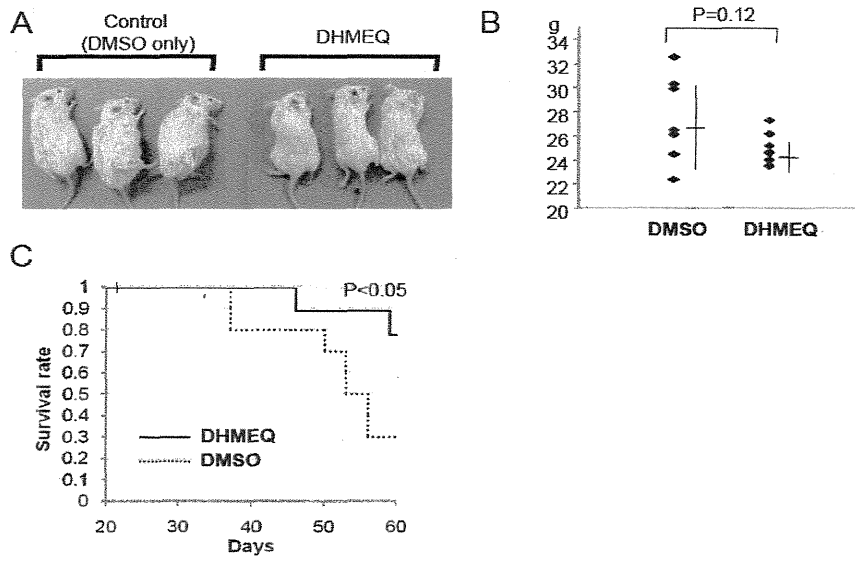 A
Control
(DMSO only)
DHMEQ
B
g
P=0.12
34
32
30
28
26
24
22
20
DMSO
DHMEQ
C
P<0.05
1
0.9
0.8
0.7
0.6
0.5
0.4
0.3
0.2
0.1
0
Survival rate
DHMEQ
DMSO
20
30
40
50
60
Days